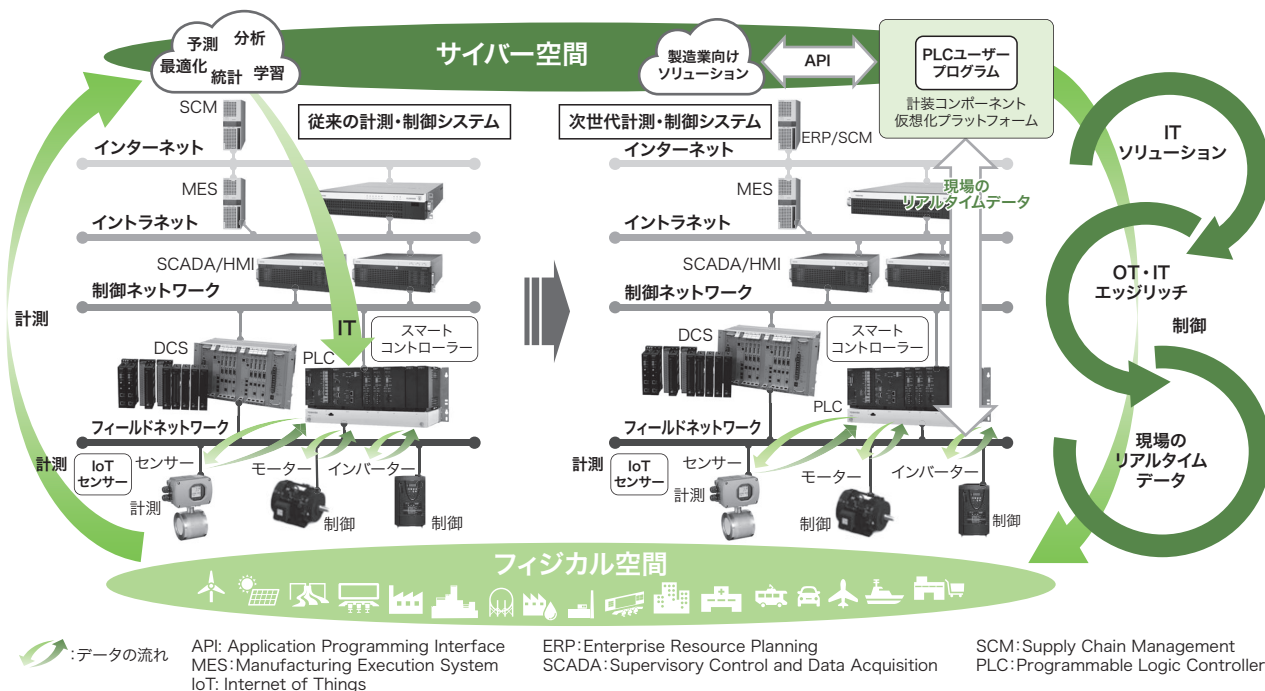 サイバー空間
予測
分析
最適化
統計
学習
製造業向け
ソリューション
API
PLCユーザー
プログラム
計装コンポーネント
仮想化プラットフォーム
SCM
従来の計測・制御システム
インターネット
MES
イントラネット
SCADA/HMI
制御ネットワーク
計測
IT
スマート
コントローラー
DCS
PLC
フィールドネットワーク
計測
IoT
センサー
センサー
モーター
インバーター
計測
制御
制御
次世代計測・制御システム
ERP/SCM
インターネット
MES
現場の
リアルタイムデータ
イントラネット
SCADA/HMI
制御ネットワーク
スマート
コントローラー
DCS
PLC
フィールドネットワーク
計測
IoT
センサー
センサー
モーター
インバーター
計測
制御
制御
IT
ソリューション
OT・IT
エッジリッチ
制御
現場の
リアルタイム
データ
フィジカル空間
:データの流れ
API: Application Programming Interface
MES:Manufacturing Execution System
IoT: Internet of Things
ERP:Enterprise Resource Planning
SCADA:Supervisory Control and Data Acquisition
SCM:Supply Chain Management
PLC:Programmable Logic Controller